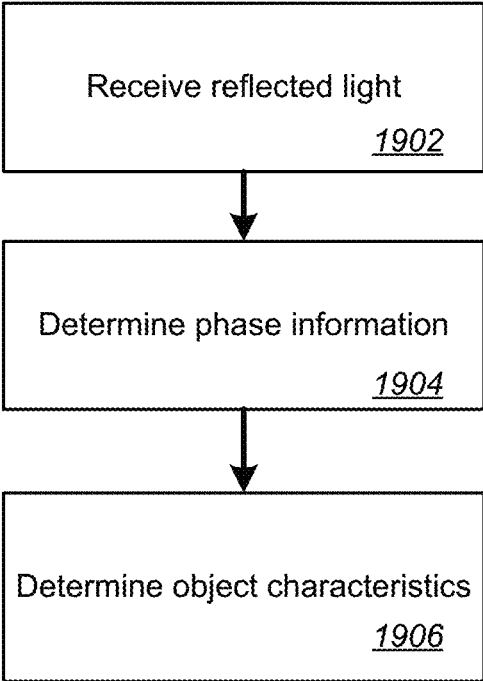 Receive reflected light
1902
Determine phase information
1904
Determine object characteristics
1906